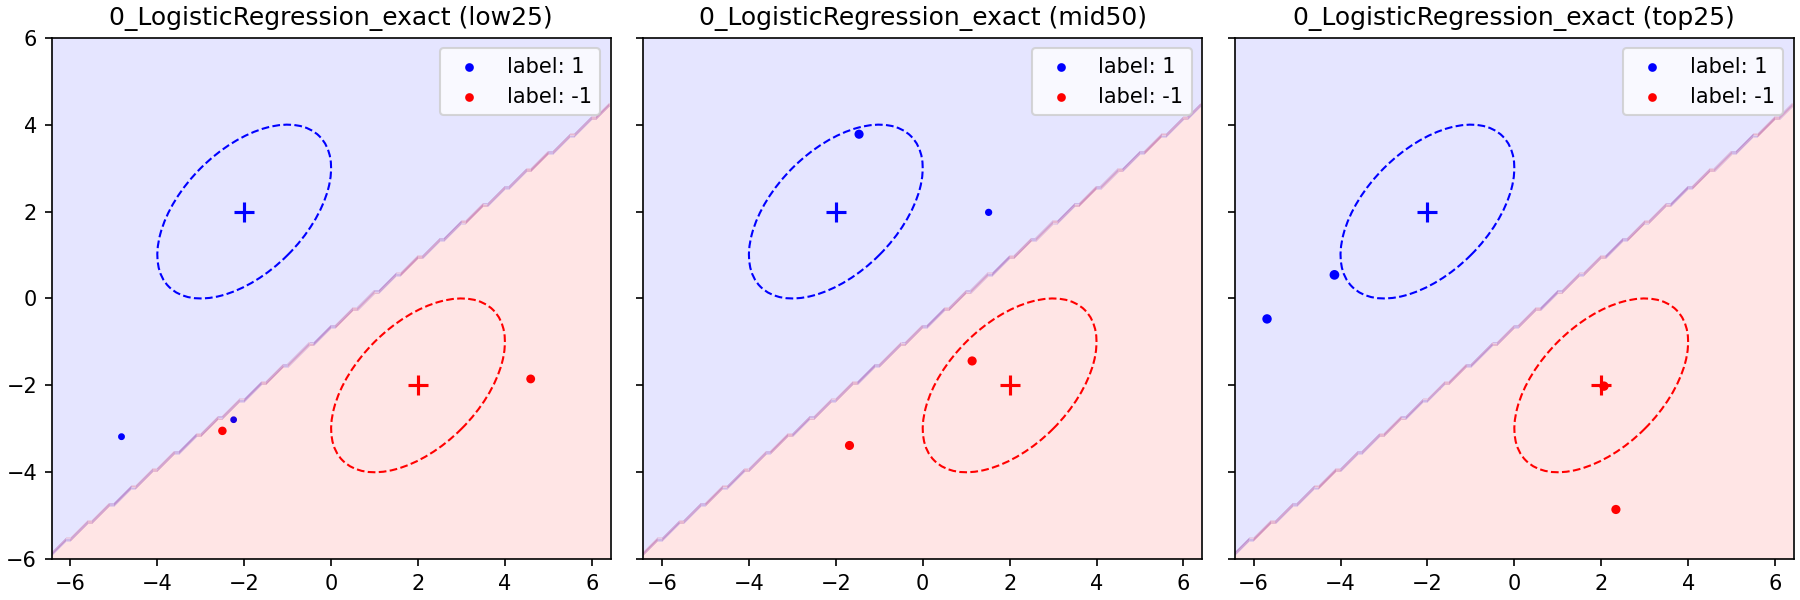 0_LogisticRegression_exact (low25)
0_LogisticRegression_exact (mid50)
0_LogisticRegression_exact (top25)
label: 1
label: -1
label: 1
label: -1
label: 1
label: -1
6
4
2
0
−2
−4
−6
−6 −4 −2 0 2 4 6
−6 −4 −2 0 2 4 6
−6 −4 −2 0 2 4 6